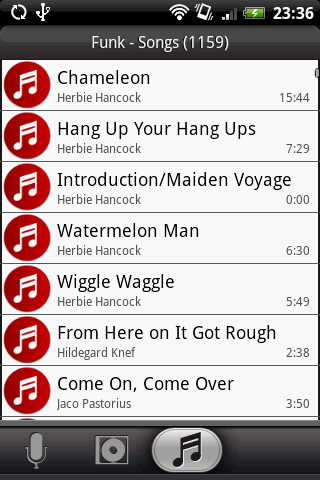 23:36
Funk - Songs (1159)
Chameleon
Herbie Hancock 15:44
Hang Up Your Hang Ups
Herbie Hancock 7:29
Introduction/Maiden Voyage
Herbie Hancock 0:00
Watermelon Man
Herbie Hancock 6:30
Wiggle Waggle
Herbie Hancock 5:49
From Here on It Got Rough
Hildegard Knef 2:38
Come On, Come Over
Jaco Pastorius 3:50